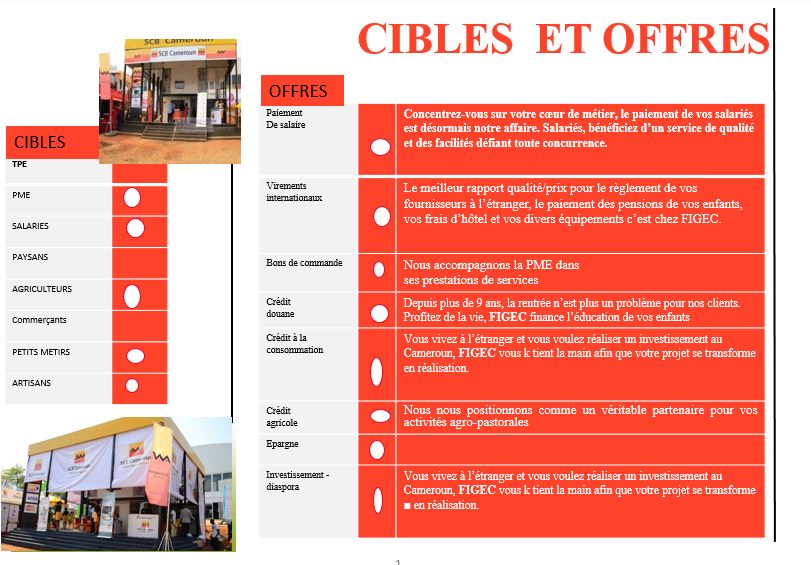 CIBLES ET OFFRES
SCB Cameroun
SCB Cameroun
CIBLES
TPE
PME
SALARIES
PAYSANS
AGRICULTEURS
Commerçants
PETITS METIRS
ARTISANS
SCB Cameroun
VISA
OFFRES
Paiement
De salaire
Concentrez-vous sur votre cœur de métier, le paiement de vos salariés
est désormais notre affaire. Salariés, bénéficiez d’un service de qualité
et des facilités défiant toute concurrence.
Virements
internationaux
Le meilleur rapport qualité/prix pour le règlement de vos
fournisseurs à l’étranger, le paiement des pensions de vos enfants,
vos frais d’hôtel et vos divers équipements c’est chez FIGEC.
Bons de commande
Nous accompagnons la PME dans
ses prestations de services
Crédit
douane
Depuis plus de 9 ans, la rentrée n’est plus un problème pour nos clients.
Profitez de la vie, FIGEC finance l’éducation de vos enfants
Crédit à la
consommation
Vous vivez à l’étranger et vous voulez réaliser un investissement au
Cameroun, FIGEC vous k tient la main afin que votre projet se transforme
en réalisation.
Crédit
agricole
Nous nous positionnons comme un véritable partenaire pour vos
activités agro-pastorales
Epargne
Investissement -
diaspora
Vous vivez à l’étranger et vous voulez réaliser un investissement au
Cameroun, FIGEC vous k tient la main afin que votre projet se transforme
■ en réalisation.